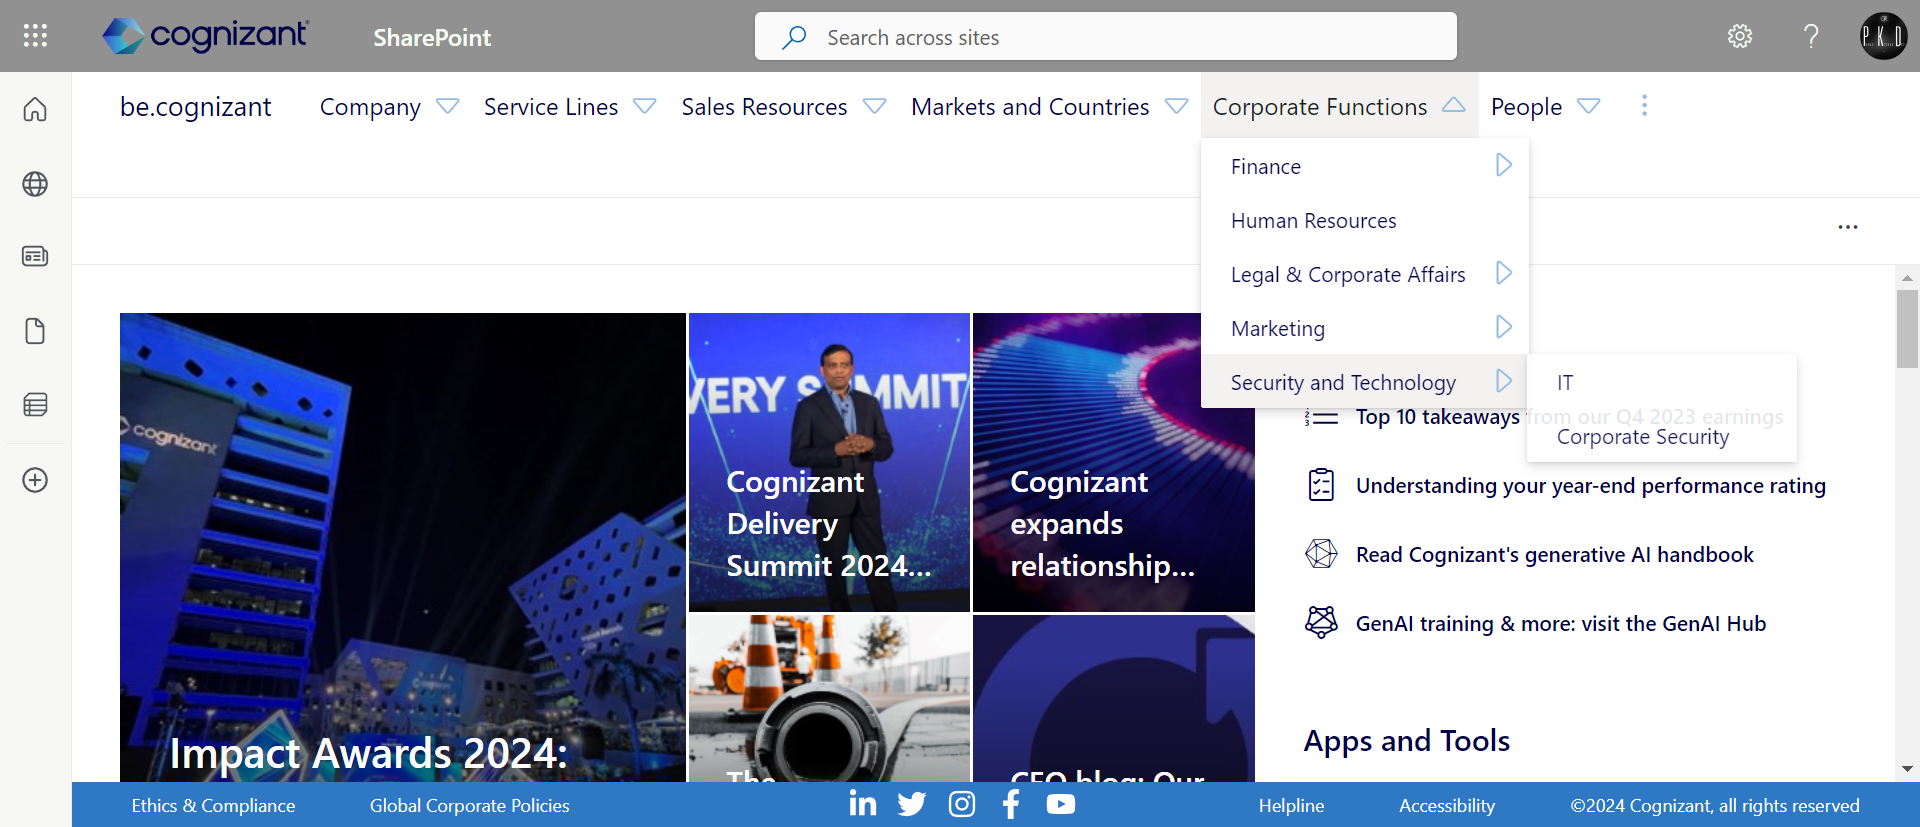 cognizant
SharePoint
Search across sites
PKD
be.cognizant
Company
Service Lines
Sales Resources
Markets and Countries
Corporate Functions
People
Finance
Human Resources
Legal & Corporate Affairs
Marketing
Security and Technology
IT
Corporate Security
cognizant
VERY SUMMIT
Cognizant
Delivery
Summit 2024...
Cognizant
expands
relationship...
Top 10 takeaways from our Q4 2023 earnings
Understanding your year-end performance rating
Read Cognizant's generative AI handbook
GenAI training & more: visit the GenAI Hub
cognizant
Impact Awards 2024:
The
CEO blog: Our
Apps and Tools
Ethics & Compliance
Global Corporate Policies
Helpline
Accessibility
©2024 Cognizant, all rights reserved